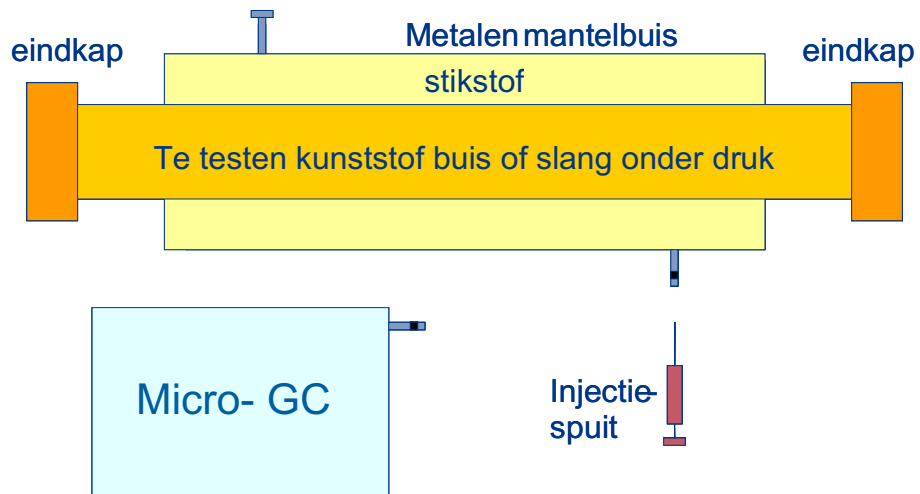 eindkap
Metalen mantelbuis
eindkap
stikstof
Te testen kunststof buis of slang onder druk
Micro- GC
Injectie-
spuit